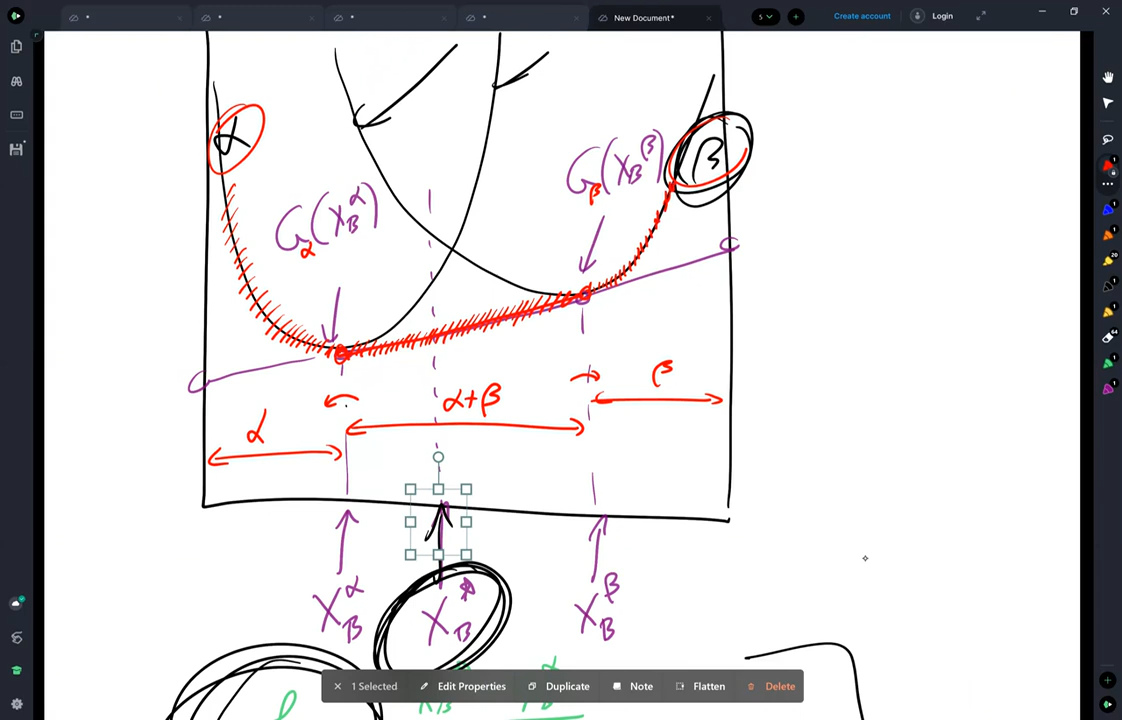 * * * * New Document* 5 Create account Login
α
β
G_β(X_B^β)
G_α(X_B^α)
β
α+β
α
X_B^α X_B^* X_B^β
1 Selected Edit Properties Duplicate Note Flatten Delete